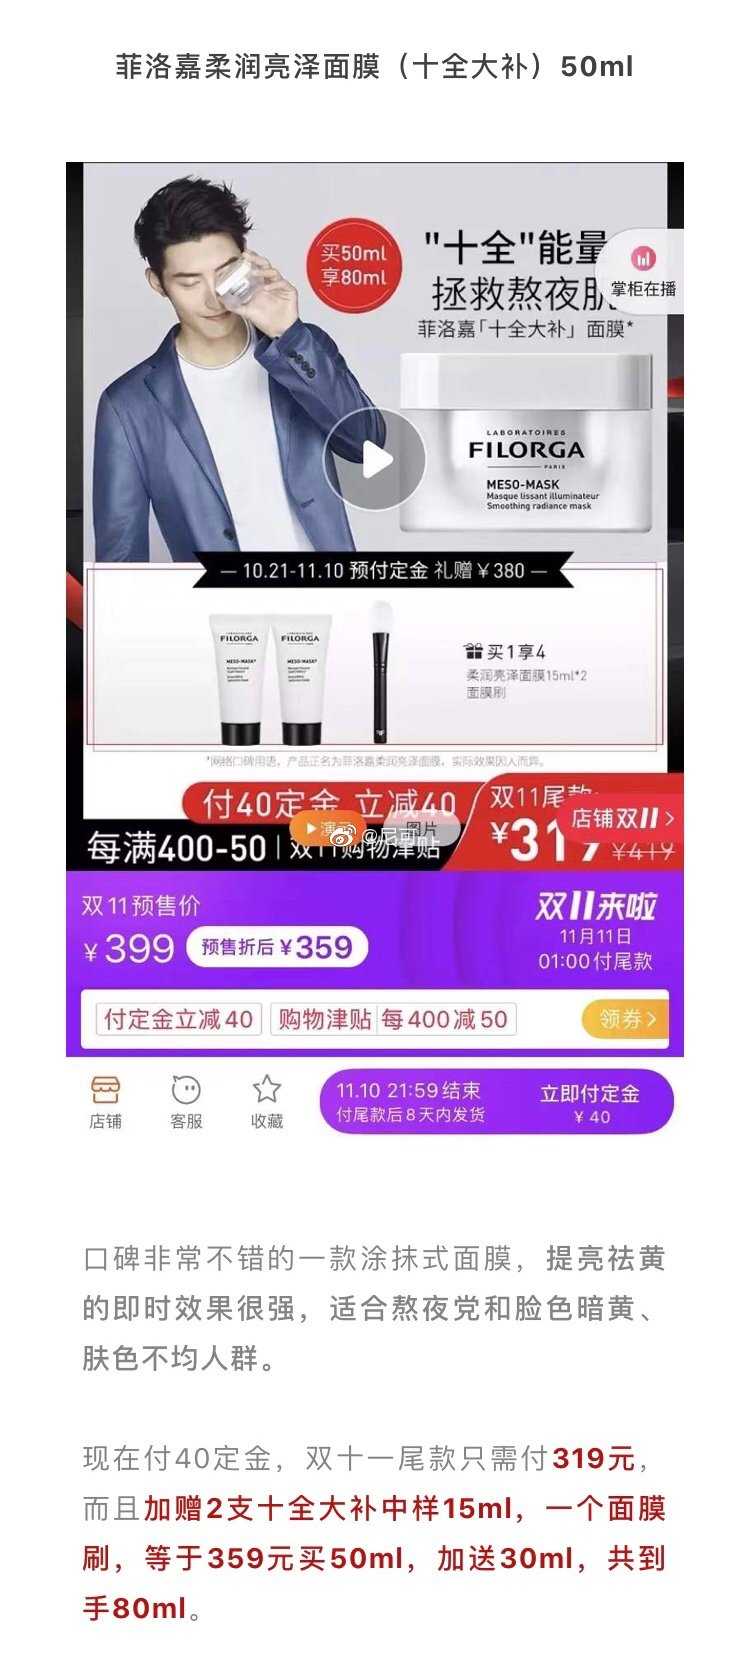 菲洛嘉柔润亮泽面膜（十全大补）50ml
买50ml
享80ml
"十全"能量
拯救熬夜肌
菲洛嘉「十全大补」面膜*
掌柜在播
LABORATOIRES
FILORGA
PARIS
MESO-MASK
Masque lissant illuminateur
Smoothing radiance mask
10.21-11.10 预付定金 礼赠￥380
FILORGA
MESO-MASK
FILORGA
MESO-MASK
买1享4
柔润亮泽面膜15ml*2
面膜刷
*网络口碑用语，产品正名为菲洛嘉柔润亮泽面膜，实际效果因人而异。
付40定金 立减40
双11尾款
店铺双11 >
¥319 ¥419
每满400-50 | 双11购物津贴
图片
@尼可
双11预售价
¥399 预售折后¥359
双11来啦
11月11日
01:00付尾款
付定金立减40
购物津贴 每400减50
领券>
店铺
客服
收藏
11.10 21:59结束
付尾款后8天内发货
立即付定金
¥40
口碑非常不错的一款涂抹式面膜，提亮祛黄
的即时效果很强，适合熬夜党和脸色暗黄、
肤色不均人群。
现在付40定金，双十一尾款只需付319元，
而且加赠2支十全大补中样15ml，一个面膜
刷，等于359元买50ml，加送30ml，共到
手80ml。